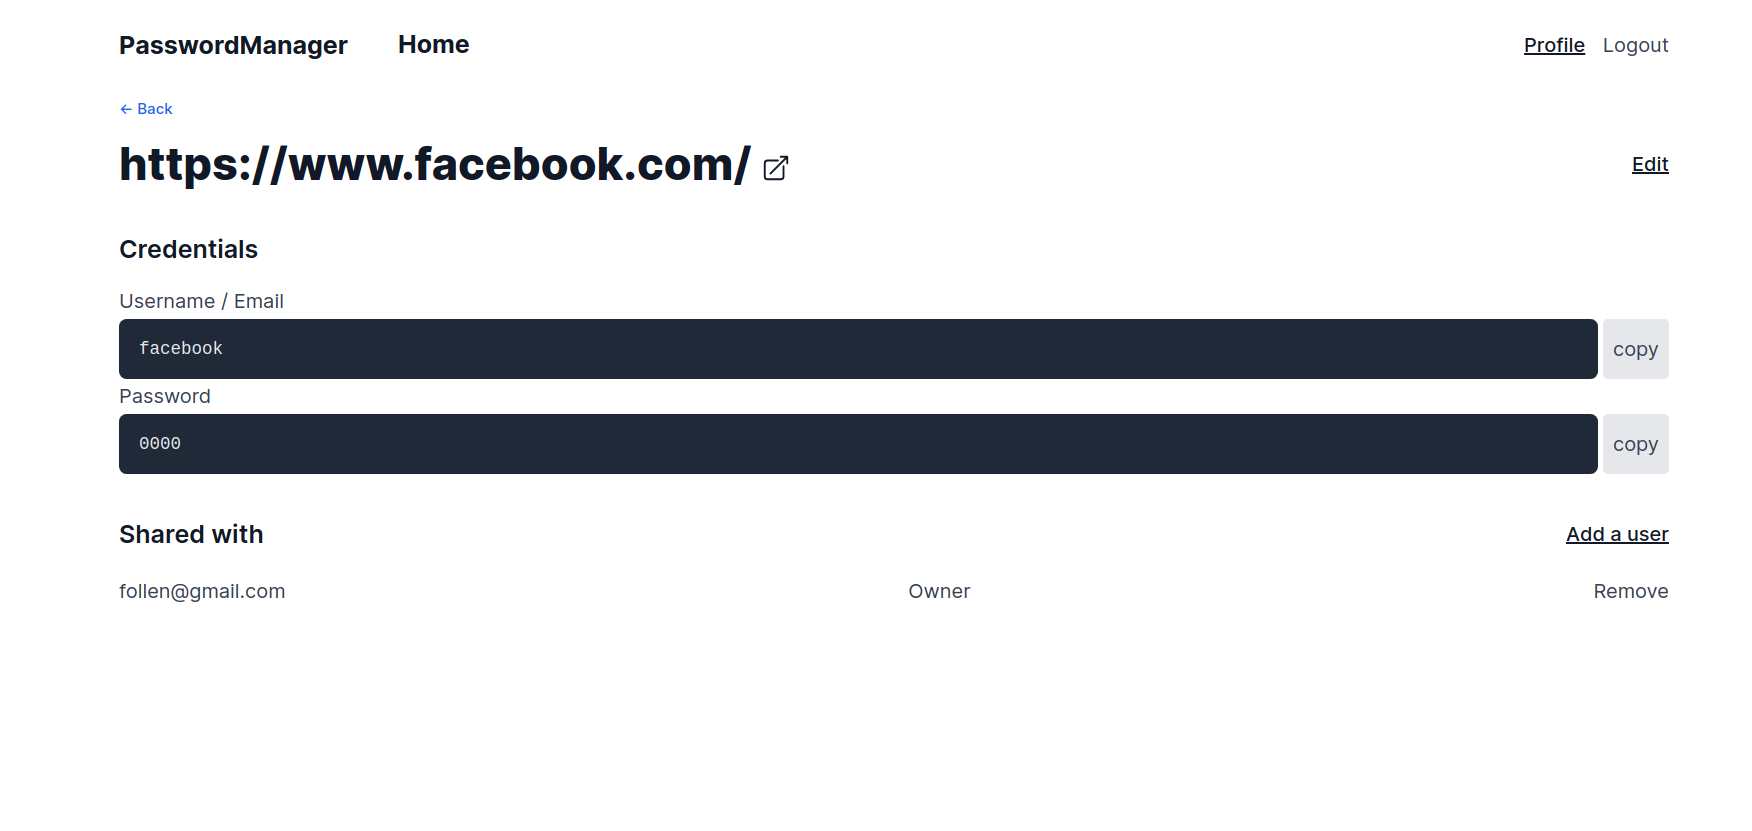 PasswordManager Home Profile Logout
← Back
https://www.facebook.com/ Edit
Credentials
Username / Email
facebook copy
Password
0000 copy
Shared with Add a user
follen@gmail.com Owner Remove